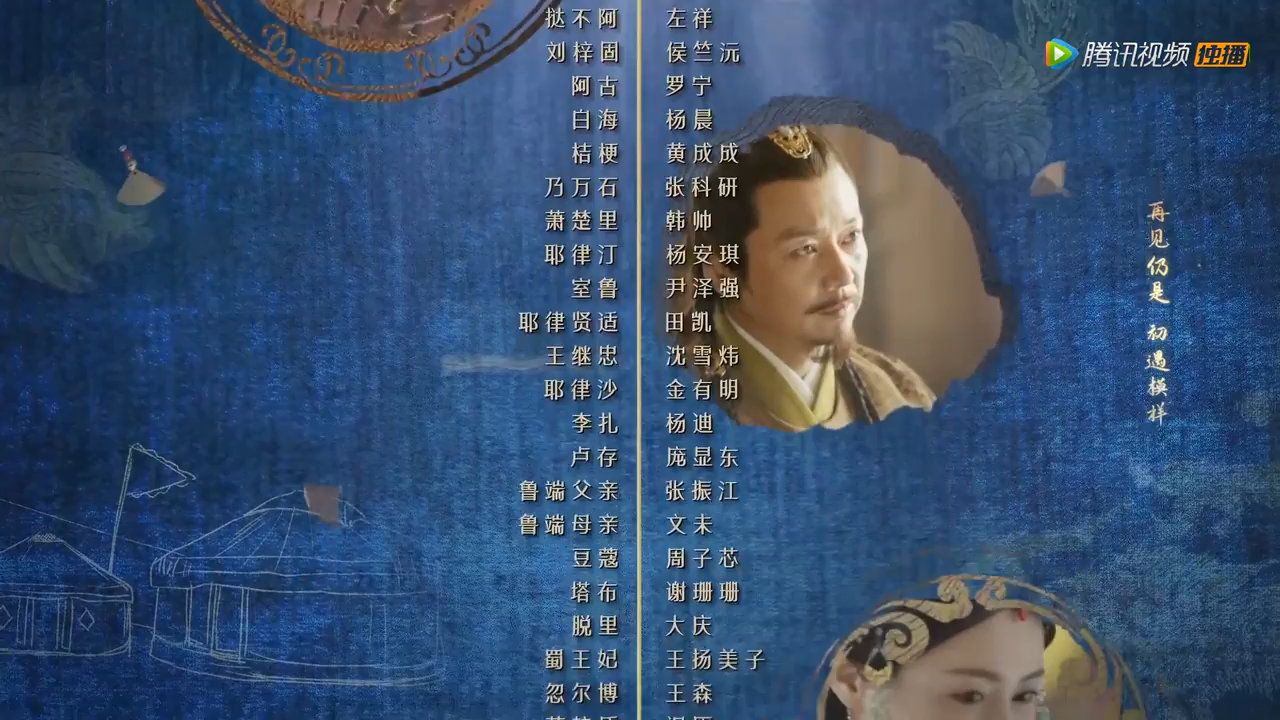 挞不阿 左祥
刘梓固 侯竺沅
阿古 罗宁
白海 杨晨
桔梗 黄成成
乃万石 张科研
萧楚里 韩帅
耶律汀 杨安琪
室鲁 尹泽强
耶律贤适 田凯
王继忠 沈雪炜
耶律沙 金有明
李扎 杨迪
卢存 庞显东
鲁端父亲 张振江
鲁端母亲 文未
豆蔻 周子芯
塔布 谢珊珊
脱里 大庆
蜀王妃 王扬美子
忽尔博 王森
腾讯视频 独播
再见仍是 初遇模样